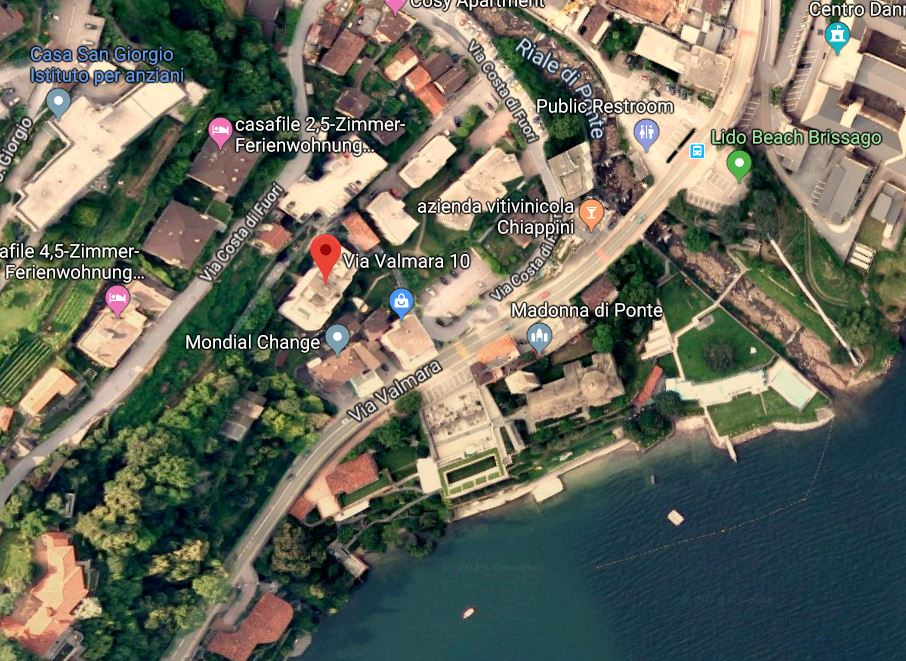 Cosy Apartment
Centro Dann
Casa San Giorgio
Istituto per anziani
Via Costa di Fuori
Riale di Ponte
Public Restroom
casafile 2,5-Zimmer-
Ferienwohnung...
Lido Beach Brissago
azienda vitivinicola
Chiappini
Via Costa di Fuori
afile 4,5-Zimmer-
Ferienwohnung...
Via Valmara 10
Via Costa di F
Madonna di Ponte
Mondial Change
Via Valmara
© 2019 Google